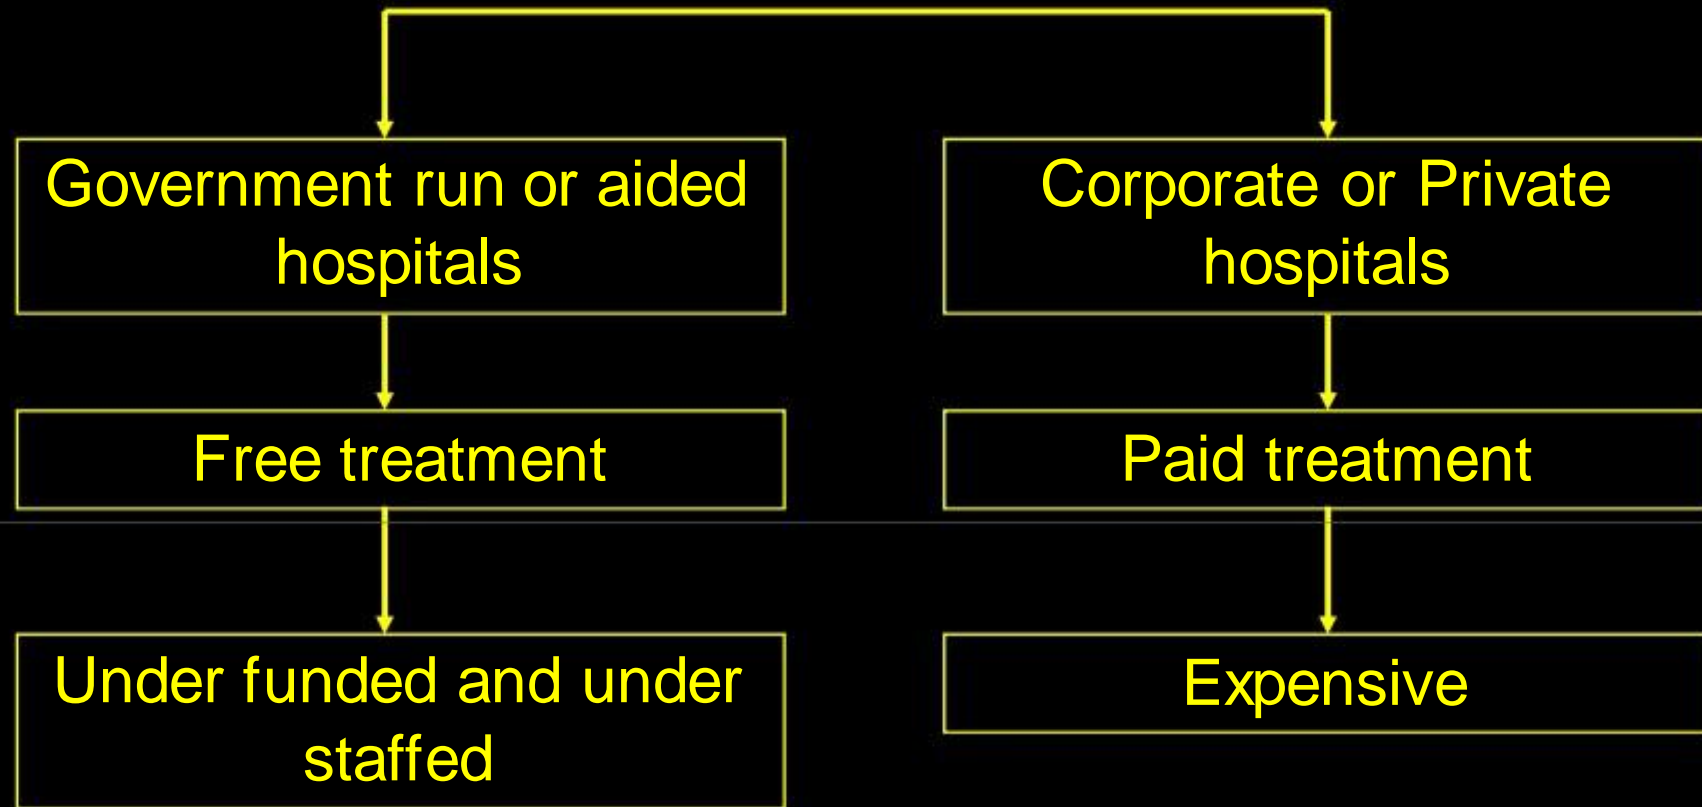 Government run or aided
hospitals
Corporate or Private
hospitals
Free treatment
Paid treatment
Under funded and under
staffed
Expensive